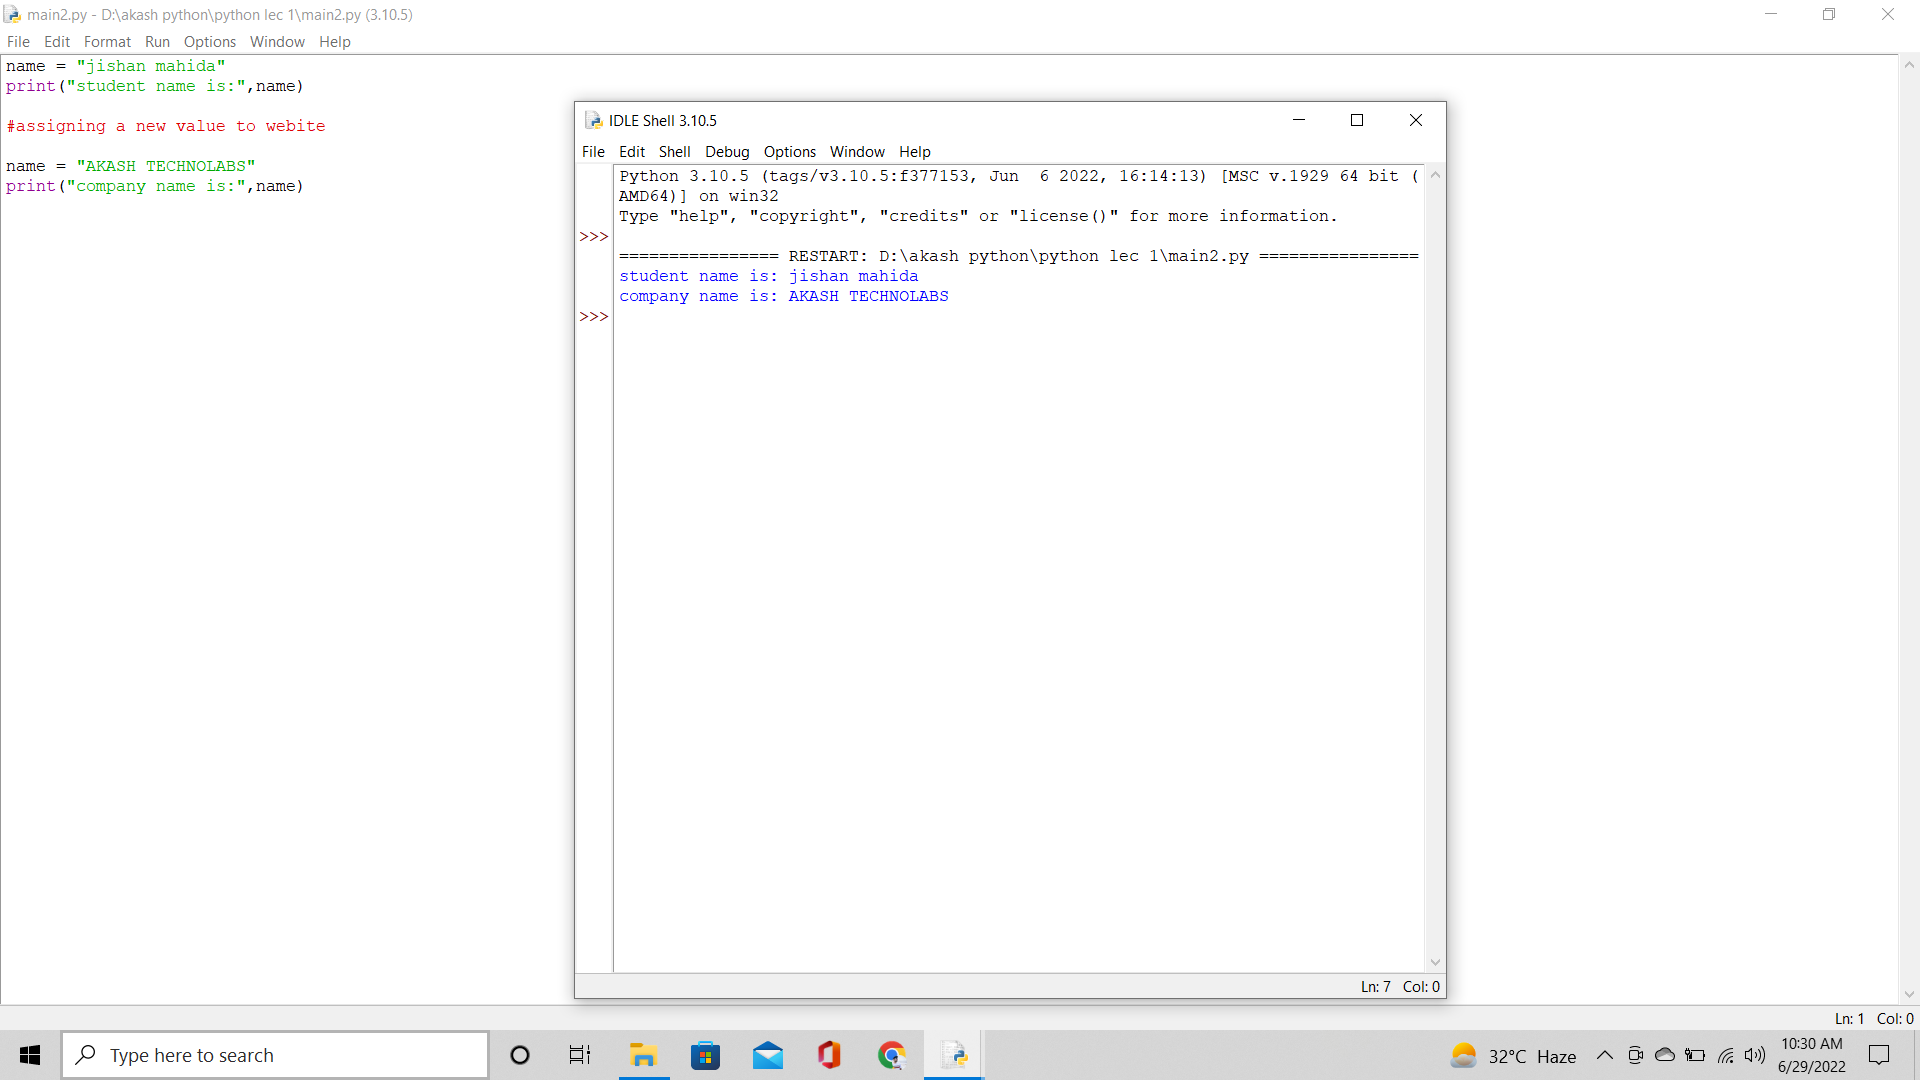 main2.py - D:\akash python\python lec 1\main2.py (3.10.5)
File Edit Format Run Options Window Help
name = "jishan mahida"
print("student name is:",name)
#assigning a new value to webite
name = "AKASH TECHNOLABS"
print("company name is:",name)
IDLE Shell 3.10.5
File Edit Shell Debug Options Window Help
Python 3.10.5 (tags/v3.10.5:f377153, Jun  6 2022, 16:14:13) [MSC v.1929 64 bit (
AMD64)] on win32
Type "help", "copyright", "credits" or "license()" for more information.
>>>
================ RESTART: D:\akash python\python lec 1\main2.py ================
student name is: jishan mahida
company name is: AKASH TECHNOLABS
>>>
Ln: 7 Col: 0
Ln: 1 Col: 0
Type here to search
32°C Haze
10:30 AM
6/29/2022